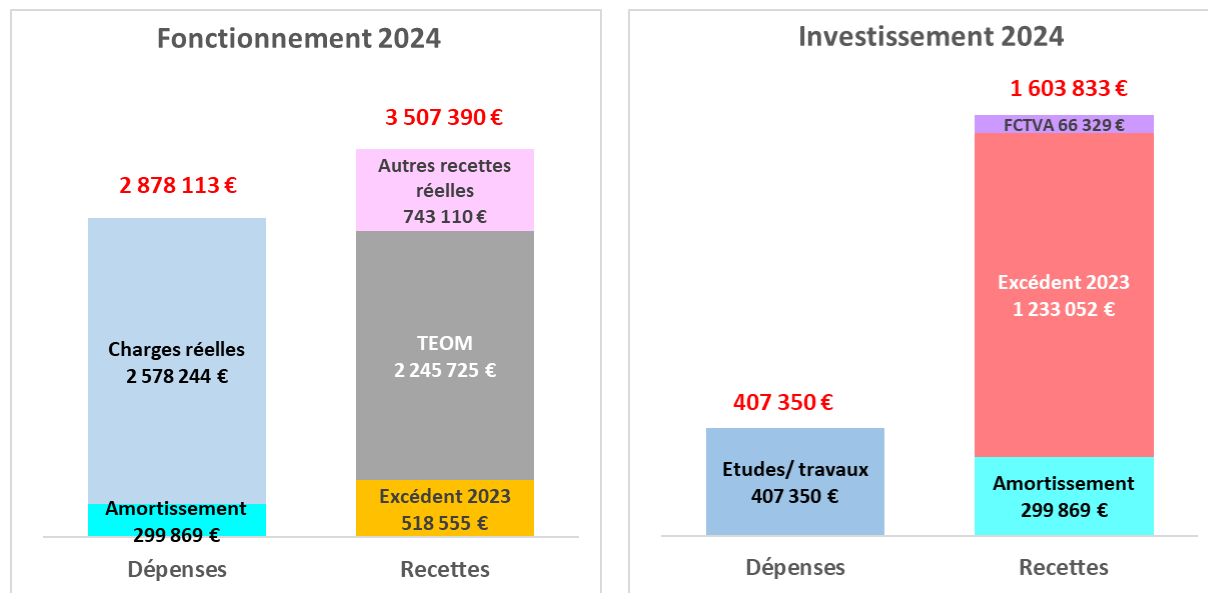 Fonctionnement 2024
3 507 390 €
2 878 113 €
Autres recettes
réelles
743 110 €
Charges réelles
2 578 244 €
TEOM
2 245 725 €
Amortissement
299 869 €
Excédent 2023
518 555 €
Dépenses
Recettes
Investissement 2024
1 603 833 €
FCTVA 66 329 €
Excédent 2023
1 233 052 €
407 350 €
Etudes/ travaux
407 350 €
Amortissement
299 869 €
Dépenses
Recettes